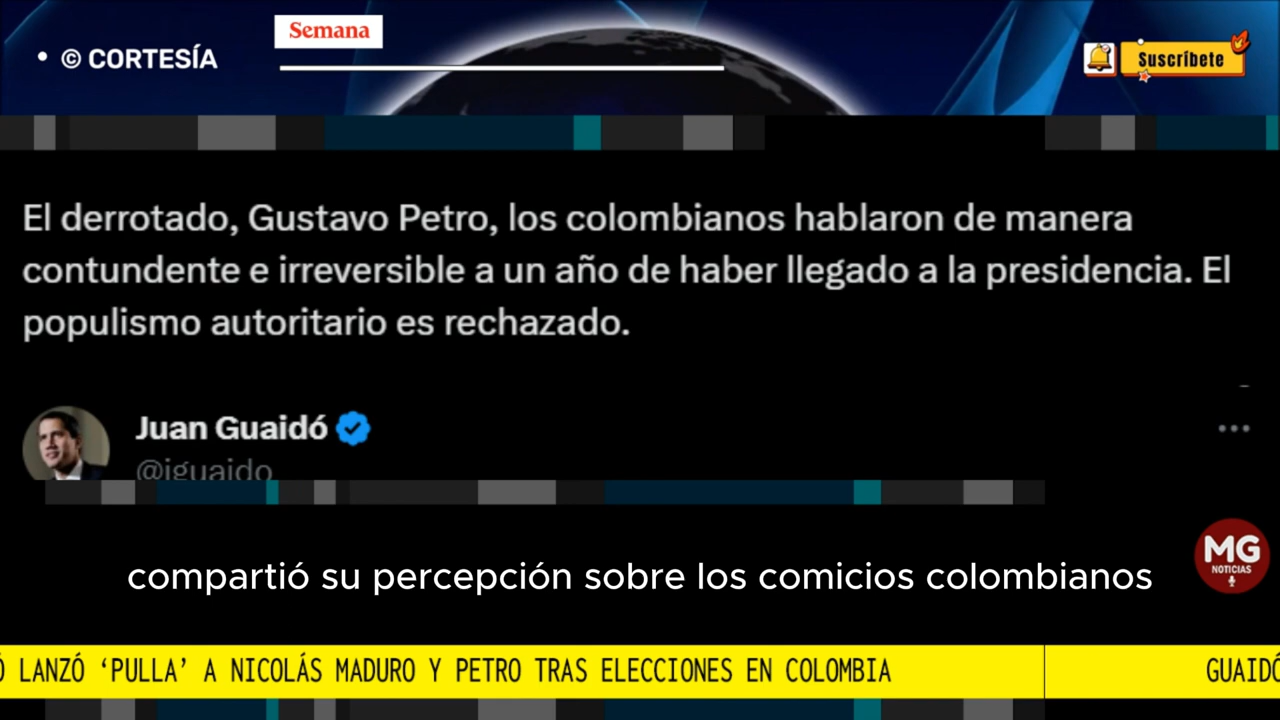 Semana
• © CORTESÍA
Suscríbete
El derrotado, Gustavo Petro, los colombianos hablaron de manera
contundente e irreversible a un año de haber llegado a la presidencia. El
populismo autoritario es rechazado.
Juan Guaidó
@jguaido
MG
NOTICIAS
compartió su percepción sobre los comicios colombianos
Ó LANZÓ ‘PULLA’ A NICOLÁS MADURO Y PETRO TRAS ELECCIONES EN COLOMBIA
GUAIDÓ